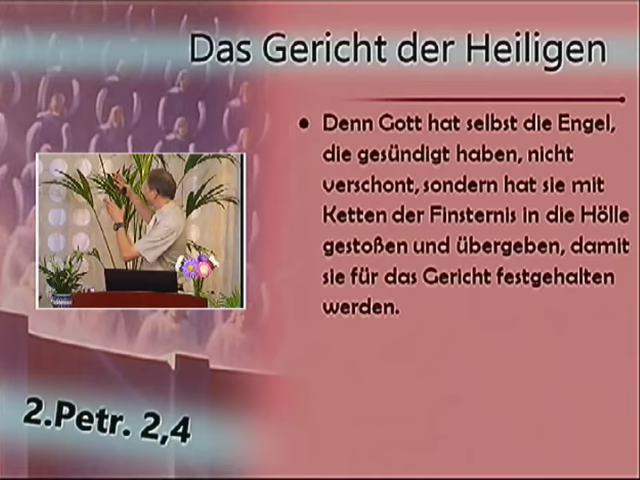 Das Gericht der Heiligen
• Denn Gott hat selbst die Engel,
die gesündigt haben, nicht
verschont, sondern hat sie mit
Ketten der Finsternis in die Hölle
gestoßen und übergeben, damit
sie für das Gericht festgehalten
werden.
2.Petr. 2,4